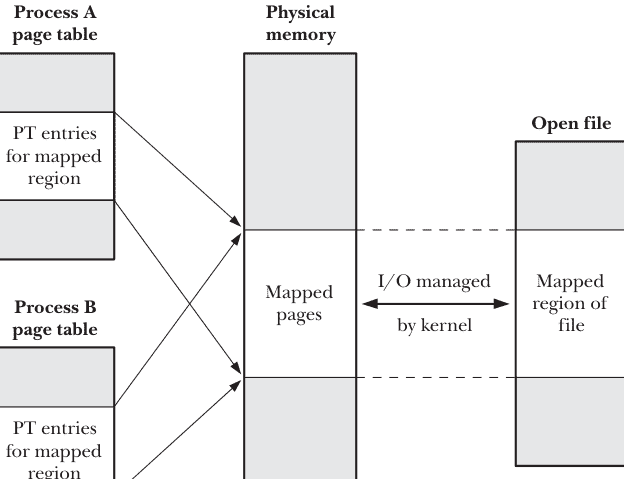 Process A
page table
Physical
memory
Open file
PT entries
for mapped
region
Mapped
pages
I/O managed
by kernel
Mapped
region of
file
Process B
page table
PT entries
for mapped
region